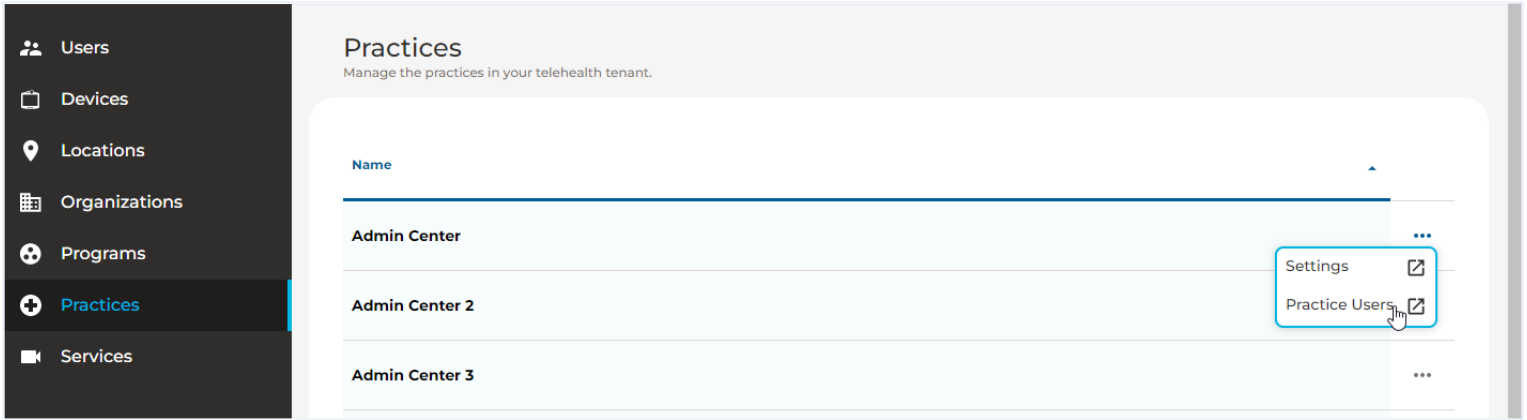 Users
Devices
Locations
Organizations
Programs
Practices
Services
Practices
Manage the practices in your telehealth tenant.
Name
Admin Center
Settings
Practice Users
Admin Center 2
Admin Center 3